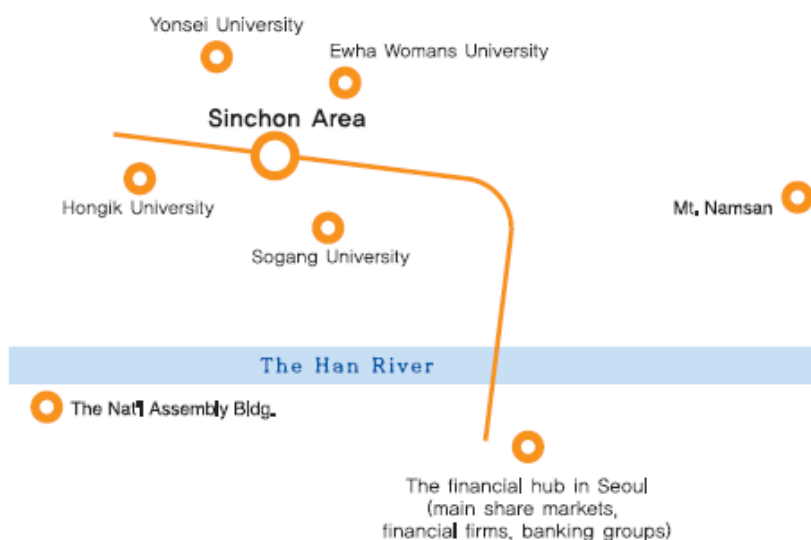 Yonsei University
Ewha Womans University
Sinchon Area
Hongik University
Mt. Namsan
Sogang University
The Han River
The Nat'l Assembly Bldg.
The financial hub in Seoul
(main share markets,
financial firms, banking groups)